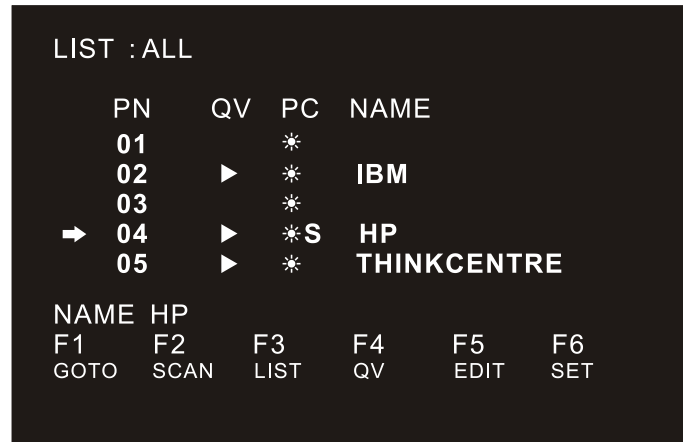 LIST : ALL
PN QV PC NAME
01 ☀
02 ▶ ☀ IBM
03 ☀
➡ 04 ▶ ☀ S HP
05 ▶ ☀ THINKCENTRE
NAME HP
F1 F2 F3 F4 F5 F6
GOTO SCAN LIST QV EDIT SET